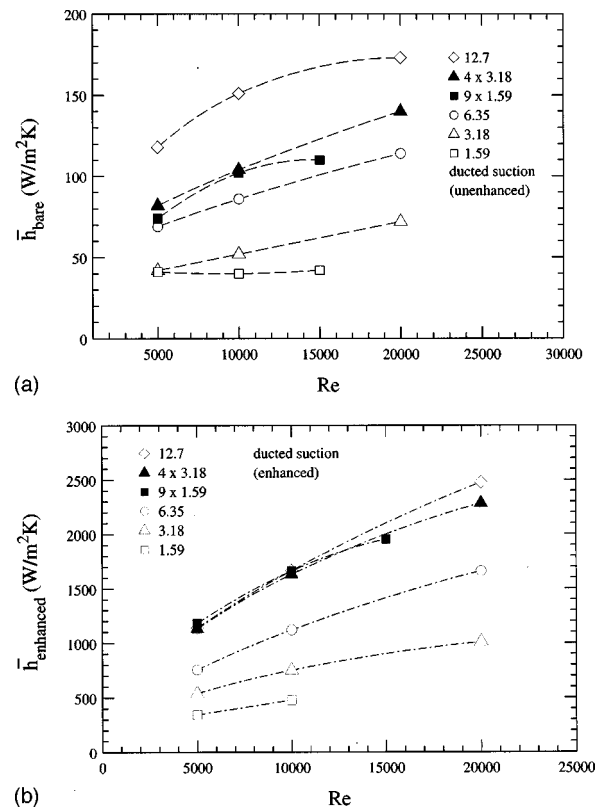 200
12.7
4 x 3.18
9 x 1.59
6.35
3.18
1.59
ducted suction
(unenhanced)
150
100
50
0
h̄bare (W/m²K)
5000 10000 15000 20000 25000 30000
(a)
Re
3000
12.7
4 x 3.18
9 x 1.59
6.35
3.18
1.59
ducted suction
(enhanced)
2500
2000
1500
1000
500
0
h̄enhanced (W/m²K)
0 5000 10000 15000 20000 25000
(b)
Re